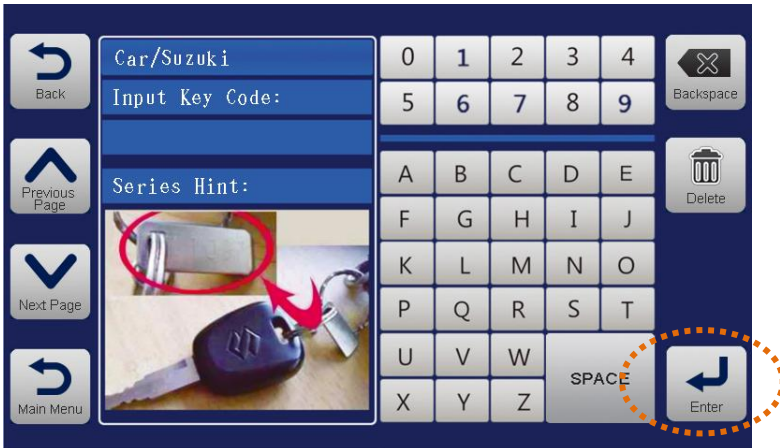 Back
Previous
Page
Next Page
Main Menu
Car/Suzuki
Input Key Code:
Series Hint:
0 1 2 3 4
5 6 7 8 9
A B C D E
F G H I J
K L M N O
P Q R S T
U V W
SPACE
X Y Z
Backspace
Delete
Enter